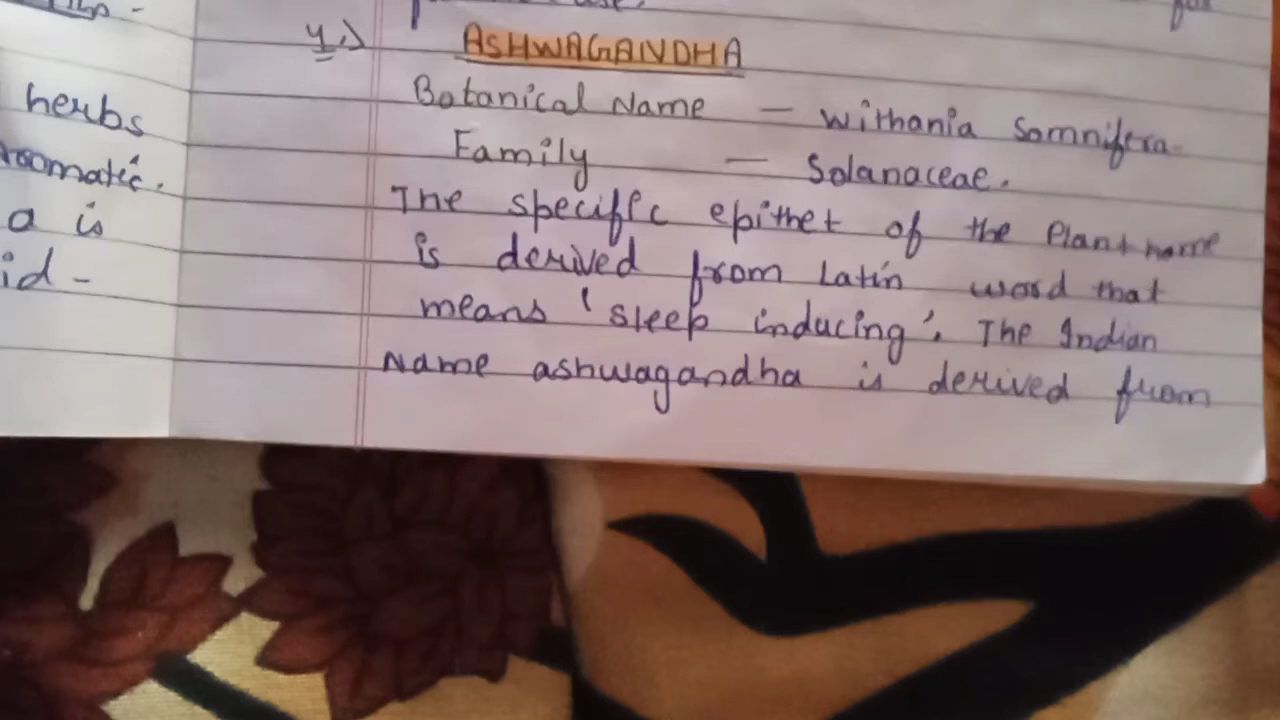 herbs
aromatic.
a is
id -
4.) ASHWAGANDHA
Botanical Name - Withania Somnifera
Family - Solanaceae.
The specific epithet of the Plant name
is derived from Latin word that
means 'sleep inducing'. The Indian
Name ashwagandha is derived from